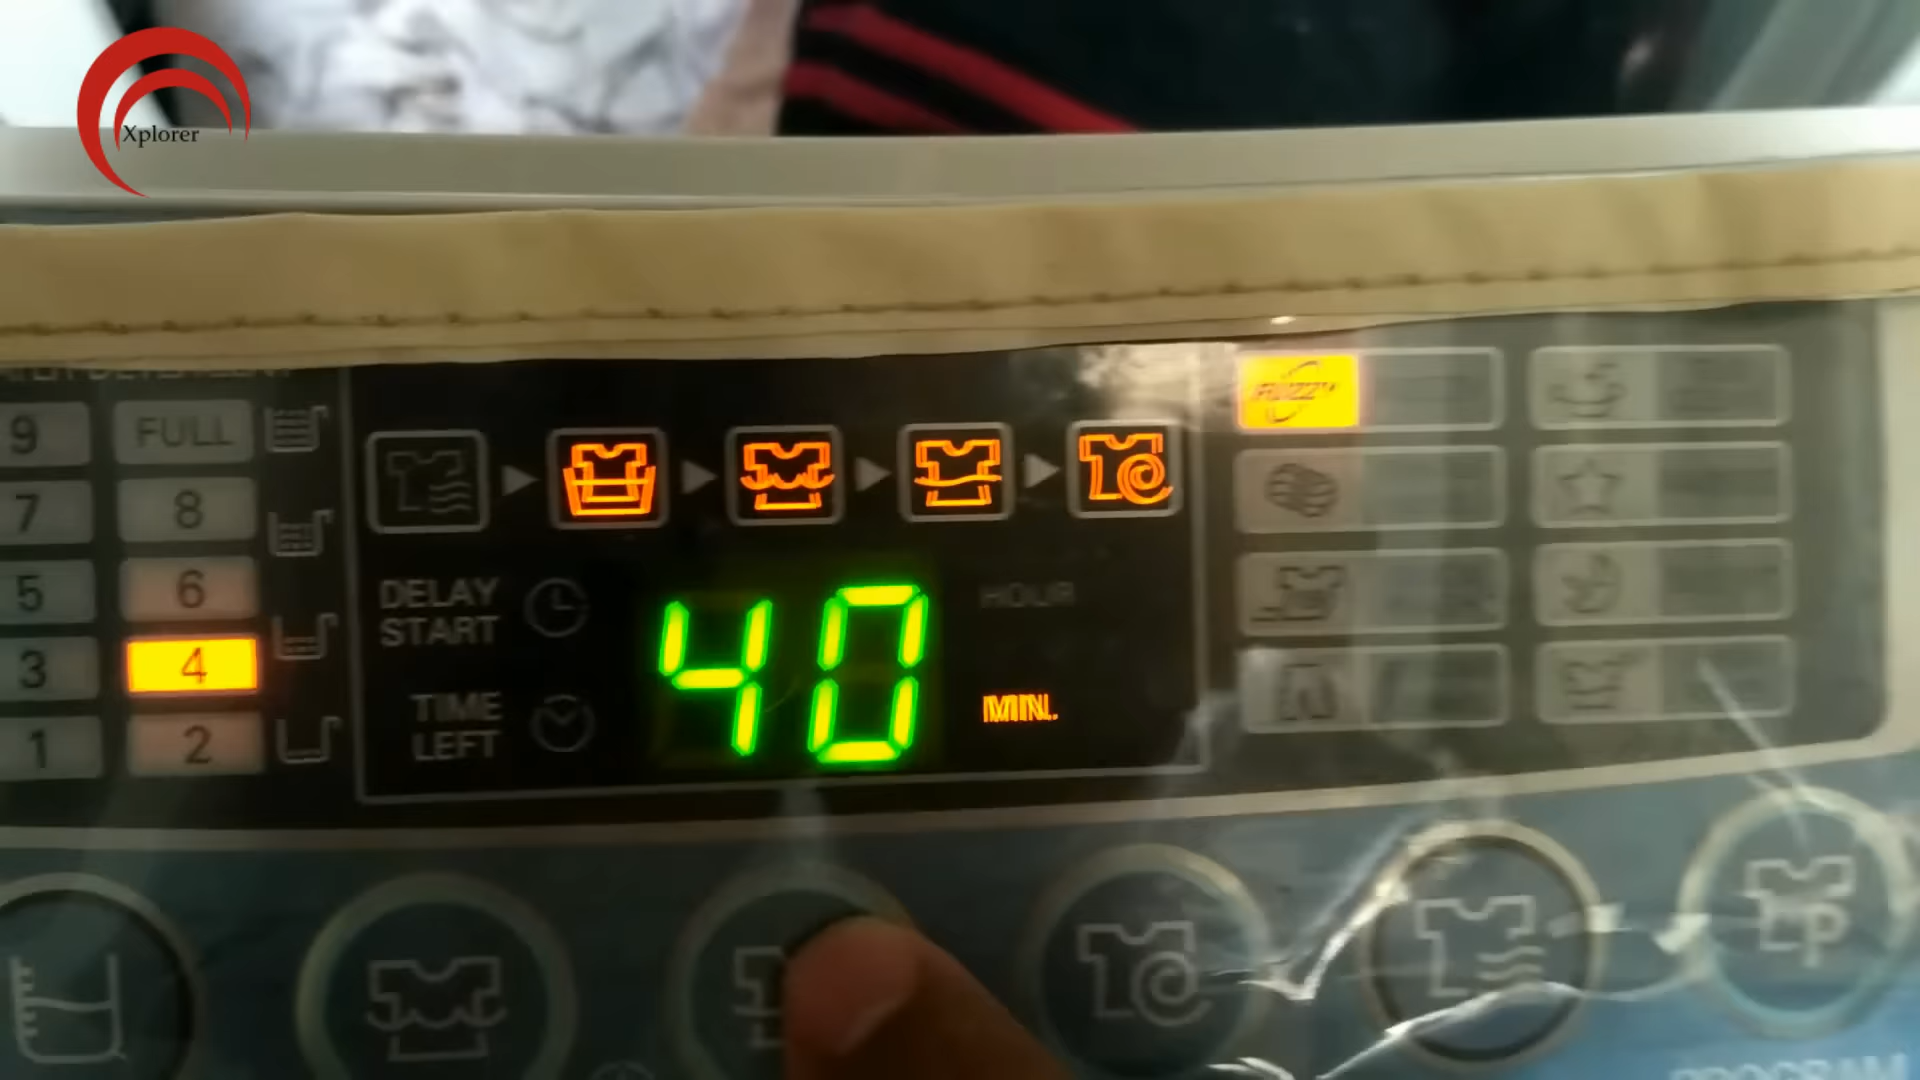 Xplorer
9 FULL
7 8
5 6
3 4
1 2
DELAY
START
TIME
LEFT
40
HOUR
MIN.
FUZZY
PROGRAM